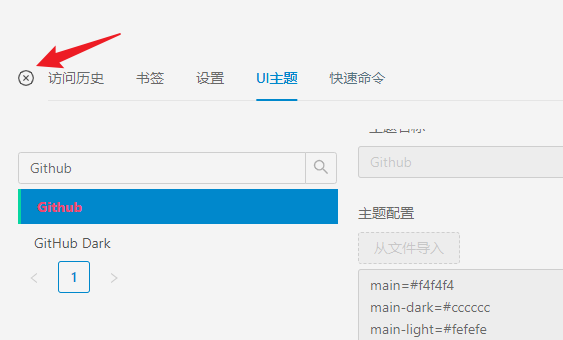 访问历史 书签 设置 UI主题 快速命令
主题名称
Github
Github
Github
GitHub Dark
1
主题配置
从文件导入
main=#f4f4f4
main-dark=#cccccc
main-light=#fefefe